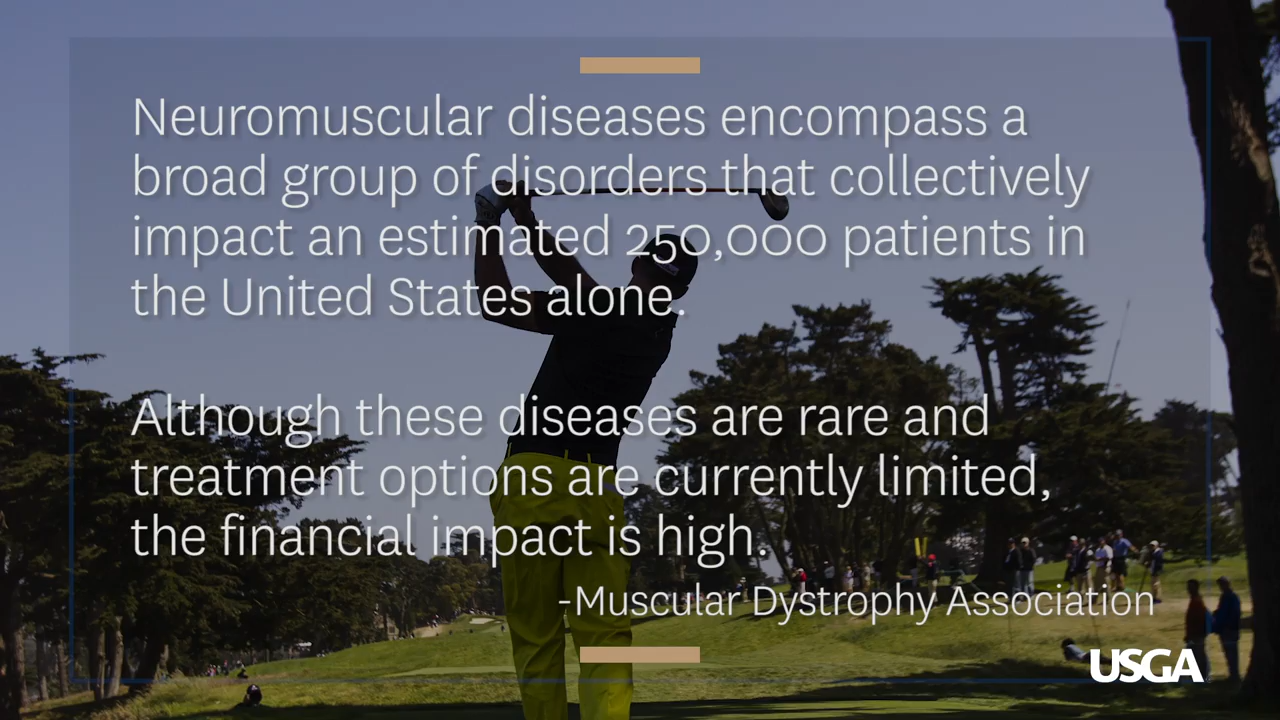 Neuromuscular diseases encompass a
broad group of disorders that collectively
impact an estimated 250,000 patients in
the United States alone.
Although these diseases are rare and
treatment options are currently limited,
the financial impact is high.
-Muscular Dystrophy Association
USGA